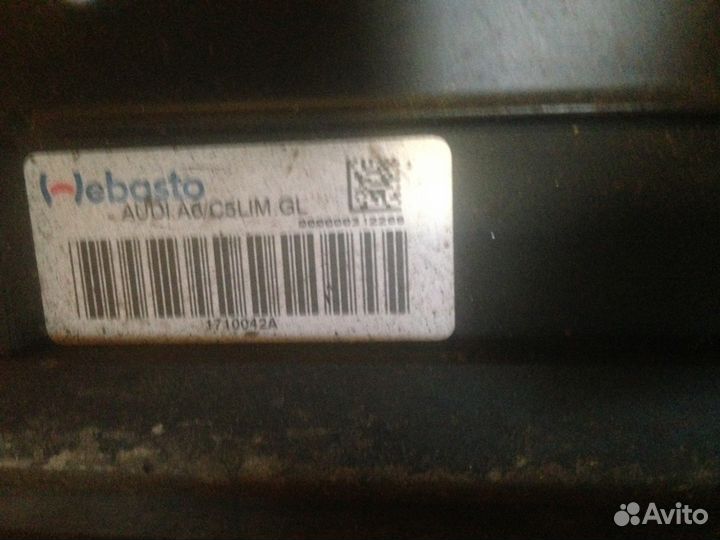 Webasto
AUDI A6/C5LIM GL
1710042A
Avito